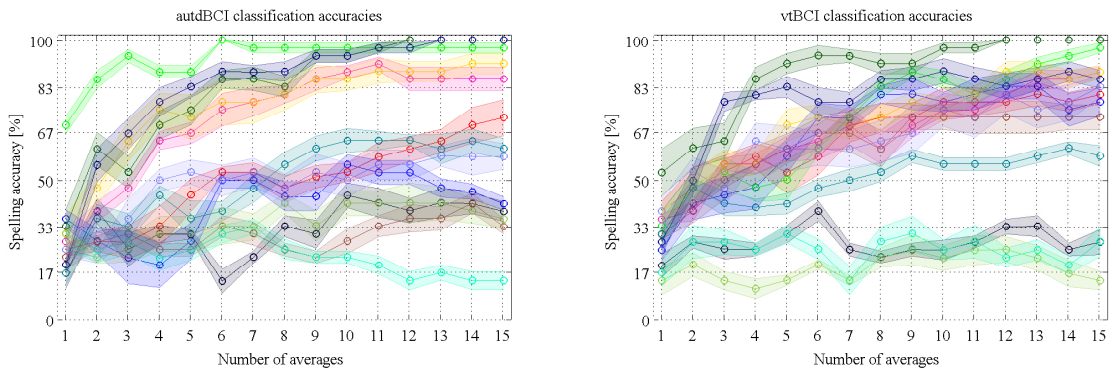 autdBCI classification accuracies
100
83
67
50
33
17
0
Spelling accuracy [%]
1 2 3 4 5 6 7 8 9 10 11 12 13 14 15
Number of averages
vtBCI classification accuracies
100
83
67
50
33
17
0
Spelling accuracy [%]
1 2 3 4 5 6 7 8 9 10 11 12 13 14 15
Number of averages